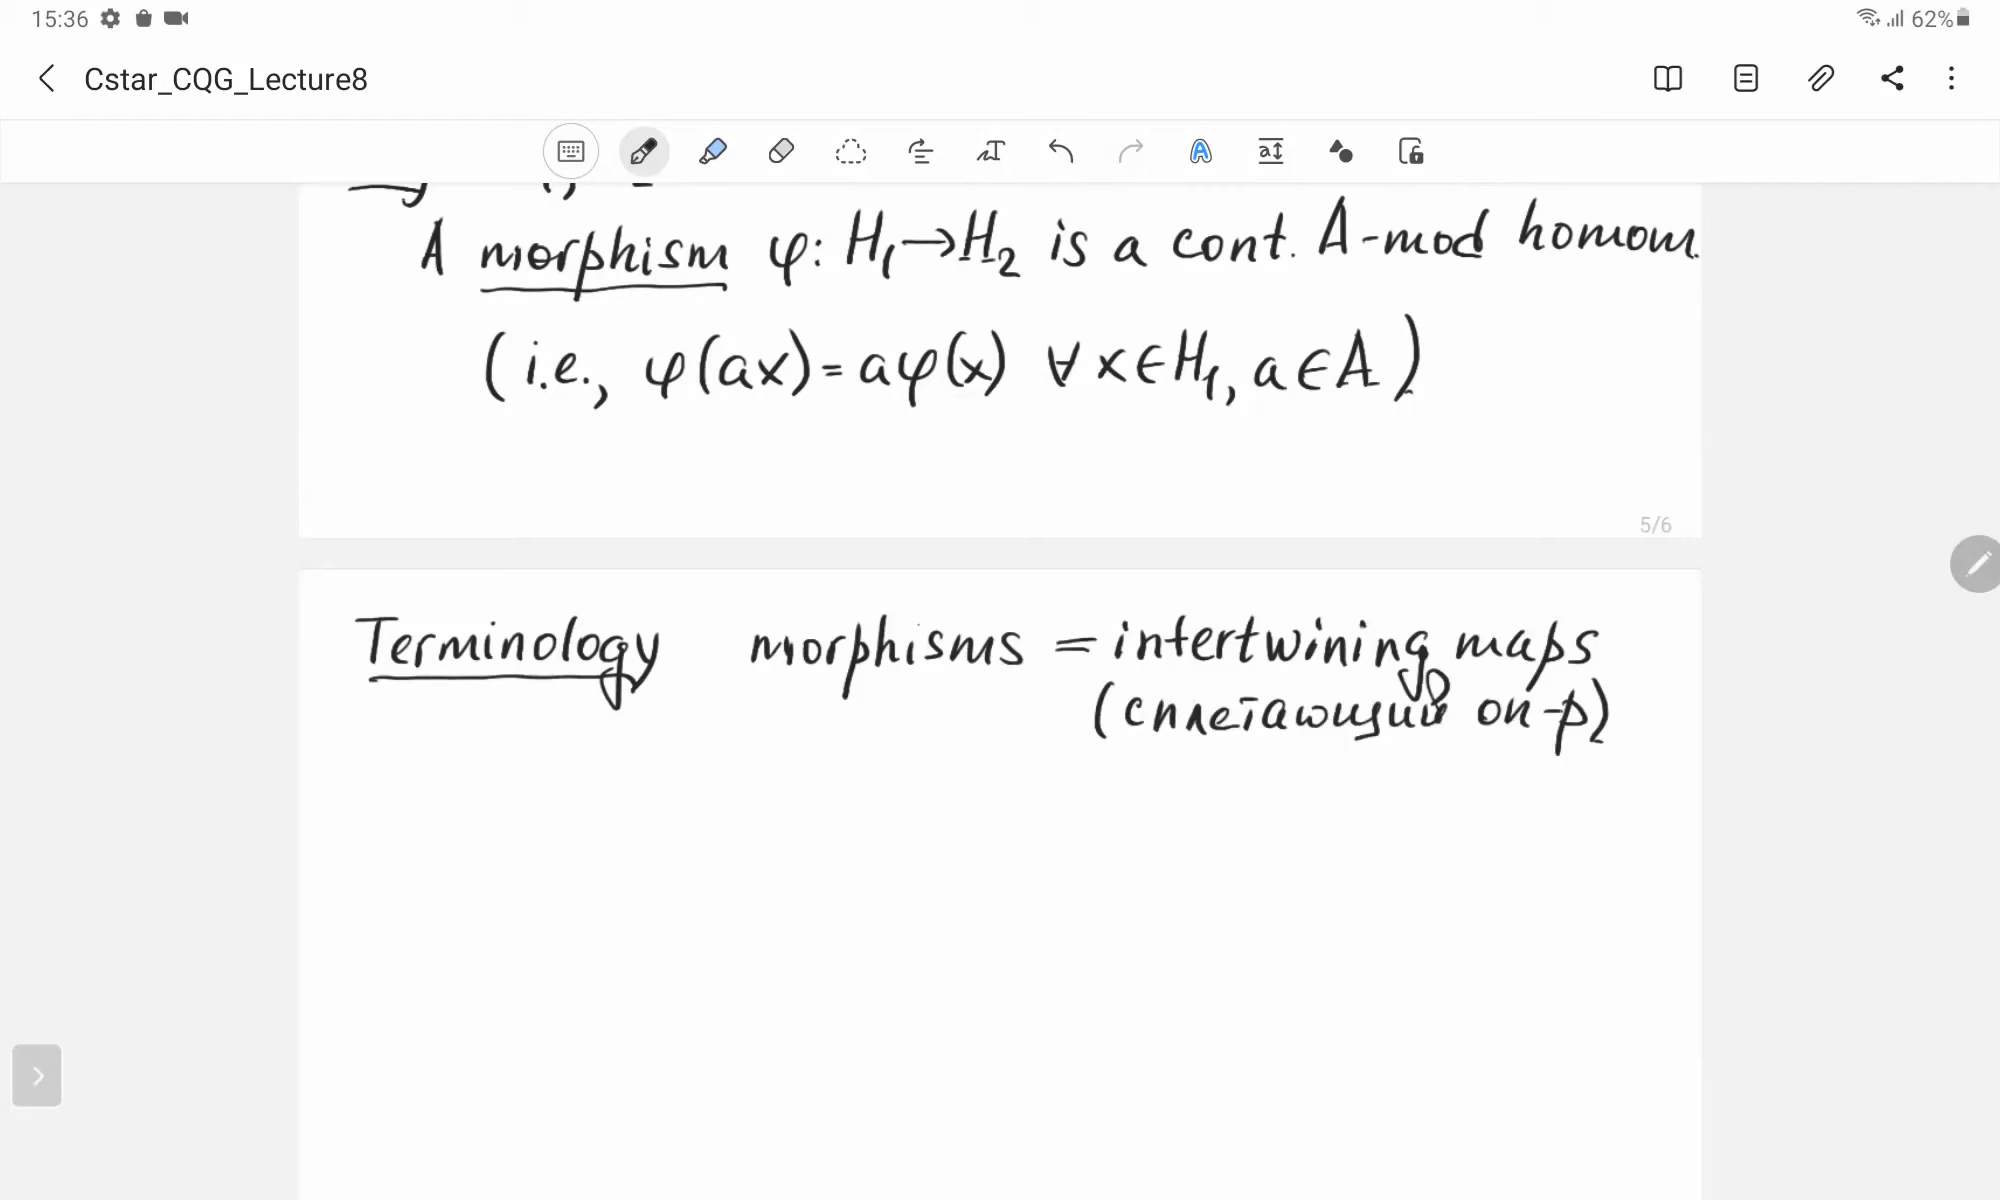 15:36 62%
Cstar_CQG_Lecture8
A morphism φ: H₁→H₂ is a cont. A-mod homom.
(i.e., φ(ax)=aφ(x) ∀x∈H₁, a∈A)
5/6
Terminology morphisms = intertwining maps
(сплетающий оп-р)